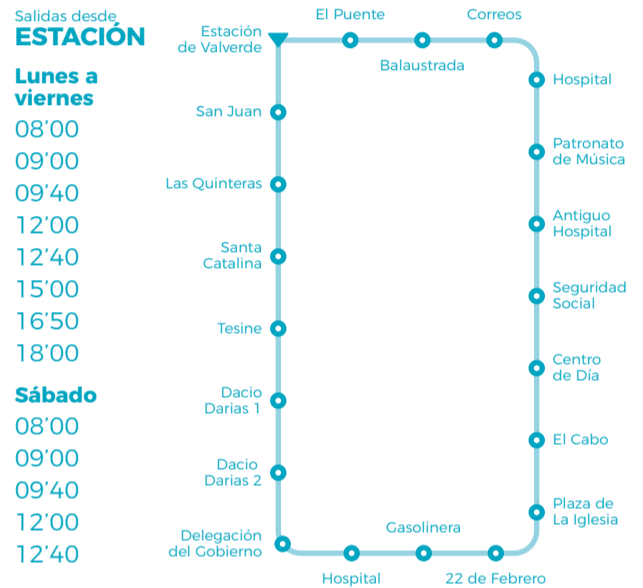 Salidas desde
ESTACIÓN
Lunes a
viernes
08’00
09’00
09’40
12’00
12’40
15’00
16’50
18’00
Sábado
08’00
09’00
09’40
12’00
12’40
Estación
de Valverde
El Puente
Balaustrada
Correos
Hospital
Patronato
de Música
Antiguo
Hospital
Seguridad
Social
Centro
de Día
El Cabo
Plaza de
La Iglesia
22 de Febrero
Gasolinera
Hospital
Delegación
del Gobierno
Dacio
Darias 2
Dacio
Darias 1
Tesine
Santa
Catalina
Las Quinteras
San Juan